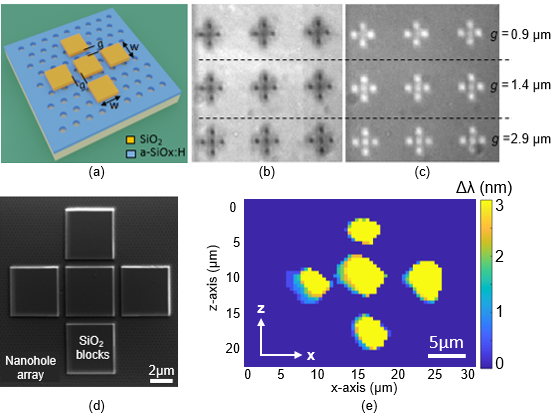 g
g
w
w
SiO2
a-SiOx:H
(a)
(b)
(c)
g = 0.9 µm
g = 1.4 µm
g = 2.9 µm
SiO2
blocks
Nanohole
array
2µm
(d)
Δλ (nm)
0
5
10
15
20
z-axis (µm)
z
x
5µm
0 5 10 15 20 25 30
x-axis (µm)
3
2
1
0
(e)